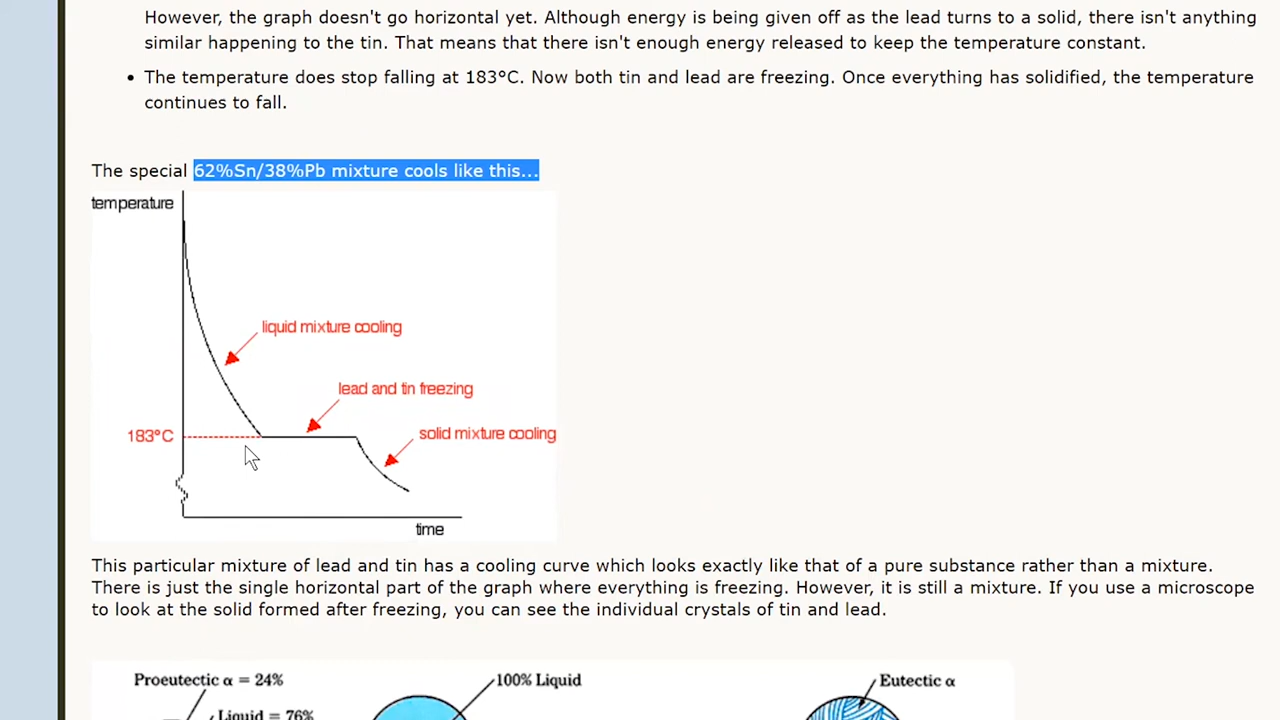 However, the graph doesn't go horizontal yet. Although energy is being given off as the lead turns to a solid, there isn't anything
similar happening to the tin. That means that there isn't enough energy released to keep the temperature constant.
• The temperature does stop falling at 183°C. Now both tin and lead are freezing. Once everything has solidified, the temperature
continues to fall.
The special 62%Sn/38%Pb mixture cools like this...
temperature
liquid mixture cooling
lead and tin freezing
183°C
solid mixture cooling
time
This particular mixture of lead and tin has a cooling curve which looks exactly like that of a pure substance rather than a mixture.
There is just the single horizontal part of the graph where everything is freezing. However, it is still a mixture. If you use a microscope
to look at the solid formed after freezing, you can see the individual crystals of tin and lead.
Proeutectic α = 24%
100% Liquid
Eutectic α
Liquid = 76%